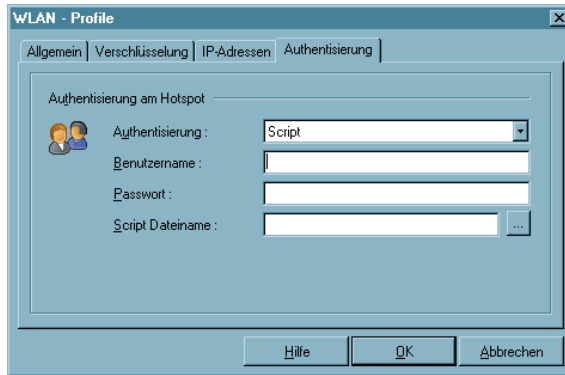 WLAN - Profile
Allgemein Verschlüsselung IP-Adressen Authentisierung
Authentisierung am Hotspot
Authentisierung : Script
Benutzername :
Passwort :
Script Dateiname : ...
Hilfe OK Abbrechen